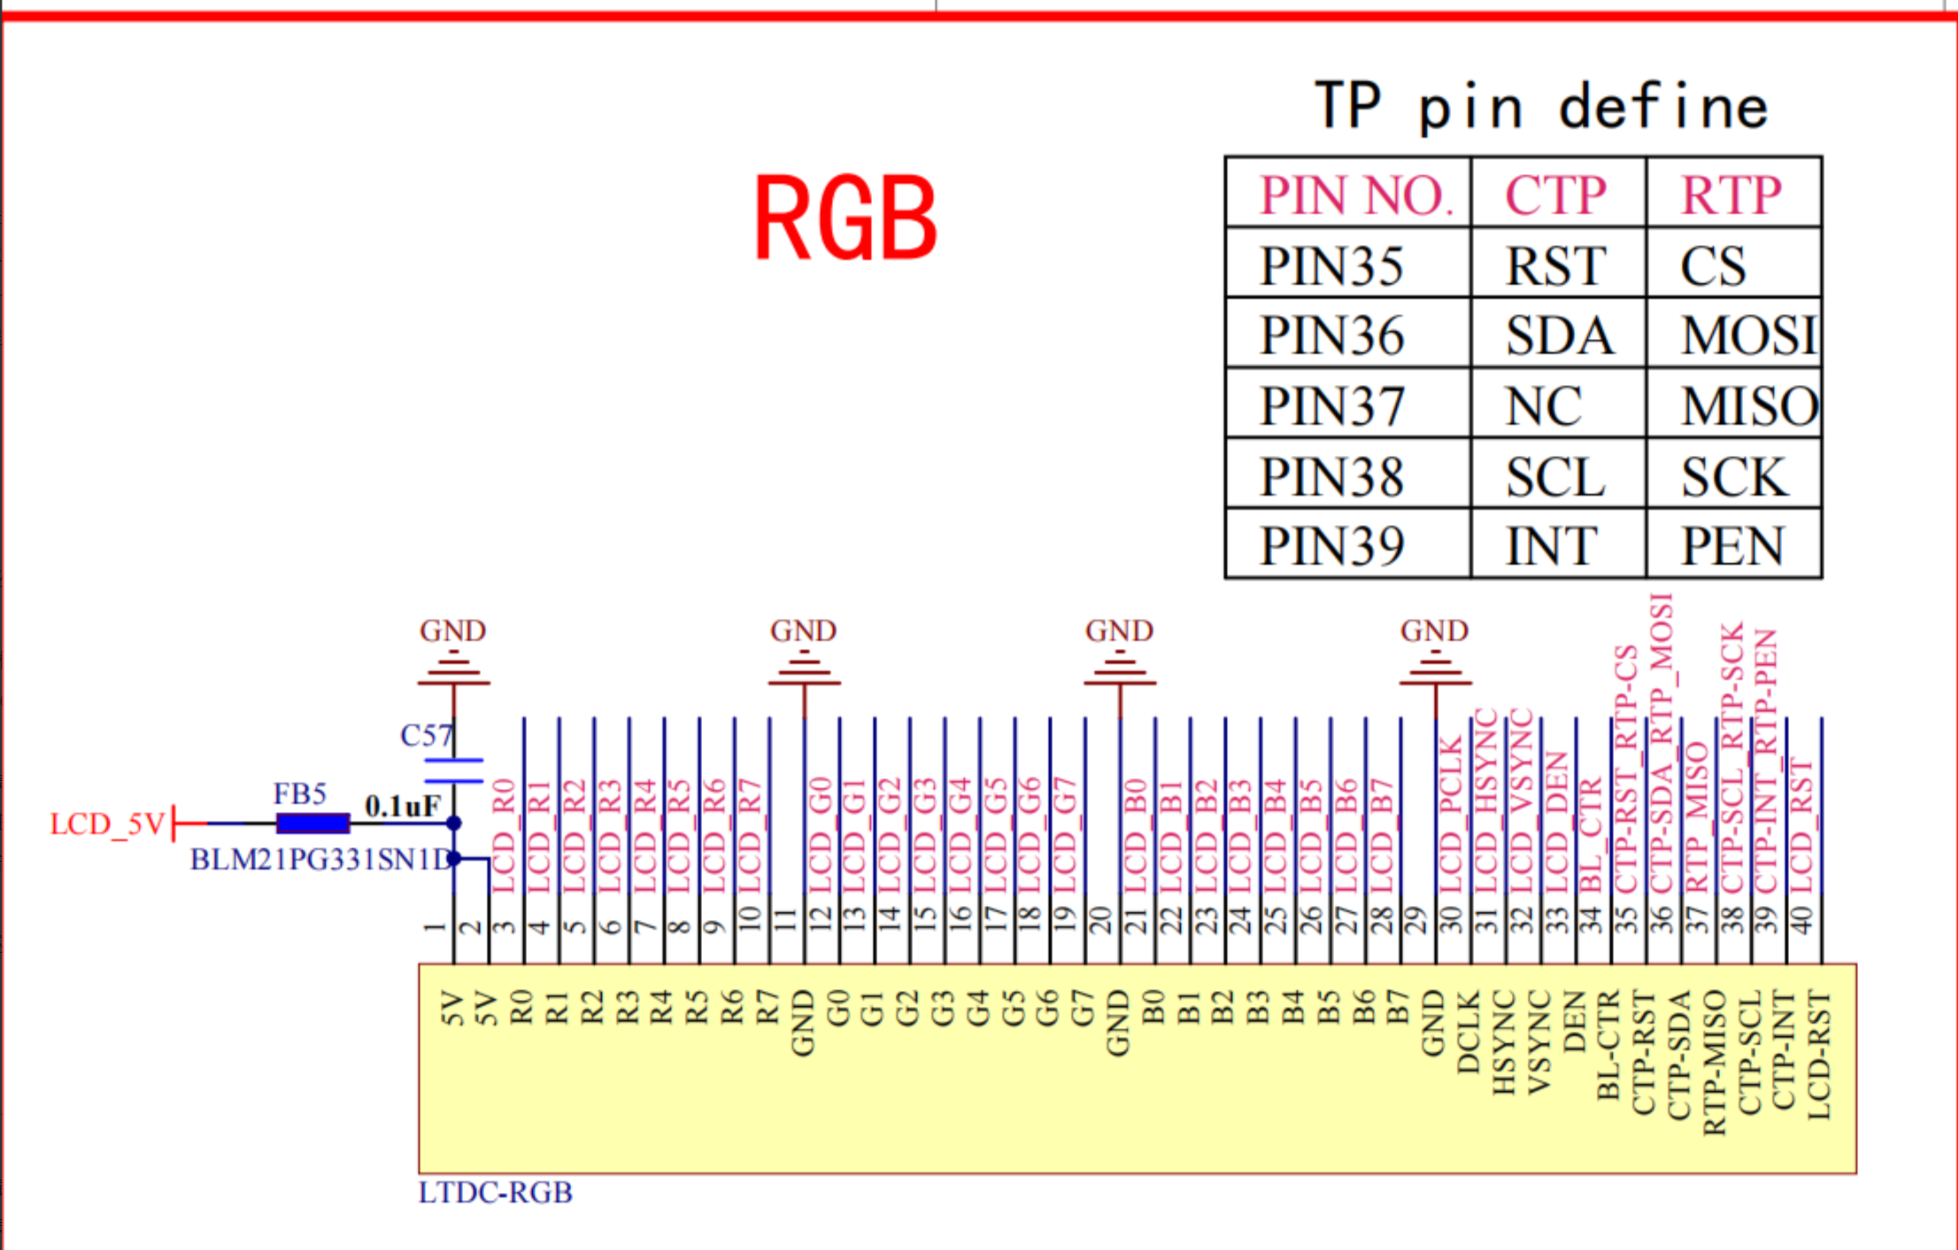 TP pin define
RGB
PIN NO. CTP RTP
PIN35 RST CS
PIN36 SDA MOSI
PIN37 NC MISO
PIN38 SCL SCK
PIN39 INT PEN
GND GND GND GND
C57
FB5 0.1uF
LCD_5V
BLM21PG331SN1D
LCD_R0
LCD_R1
LCD_R2
LCD_R3
LCD_R4
LCD_R5
LCD_R6
LCD_R7
LCD_G0
LCD_G1
LCD_G2
LCD_G3
LCD_G4
LCD_G5
LCD_G6
LCD_G7
LCD_B0
LCD_B1
LCD_B2
LCD_B3
LCD_B4
LCD_B5
LCD_B6
LCD_B7
LCD_PCLK
LCD_HSYNC
LCD_VSYNC
LCD_DEN
BL_CTR
CTP-RST_RTP-CS
CTP-SDA_RTP_MOSI
RTP_MISO
CTP-SCL_RTP-SCK
CTP-INT_RTP-PEN
LCD_RST
1
2
3
4
5
6
7
8
9
10
11
12
13
14
15
16
17
18
19
20
21
22
23
24
25
26
27
28
29
30
31
32
33
34
35
36
37
38
39
40
5V
5V
R0
R1
R2
R3
R4
R5
R6
R7
GND
G0
G1
G2
G3
G4
G5
G6
G7
GND
B0
B1
B2
B3
B4
B5
B6
B7
GND
DCLK
HSYNC
VSYNC
DEN
BL-CTR
CTP-RST
CTP-SDA
RTP-MISO
CTP-SCL
CTP-INT
LCD-RST
LTDC-RGB